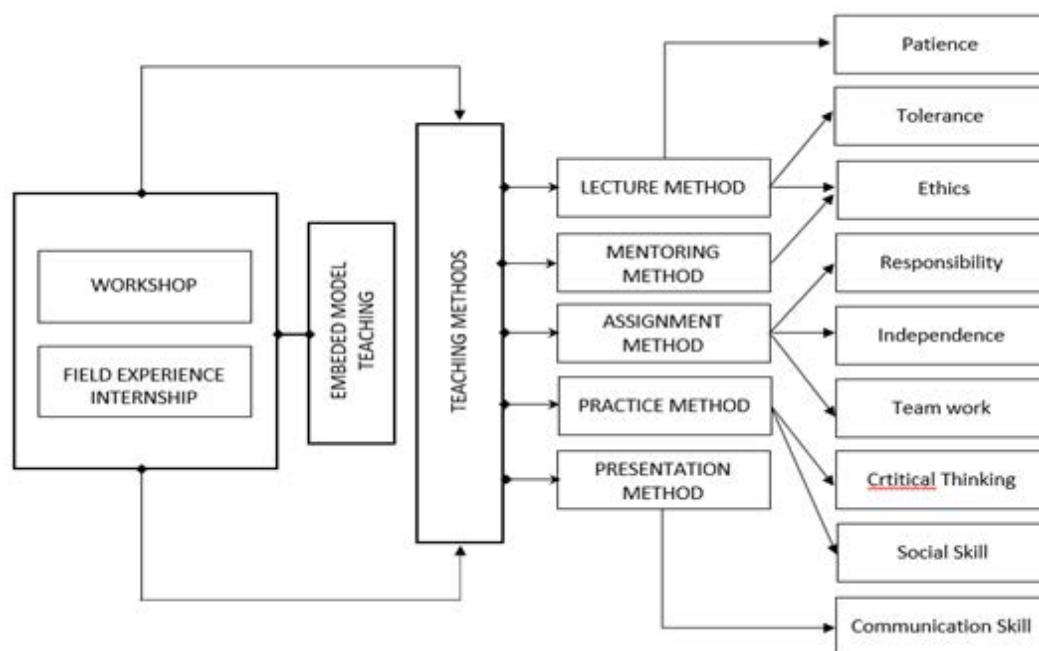 WORKSHOP
FIELD EXPERIENCE
INTERNSHIP
EMBEDED MODEL
TEACHING
TEACHING METHODS
LECTURE METHOD
MENTORING
METHOD
ASSIGNMENT
METHOD
PRACTICE METHOD
PRESENTATION
METHOD
Patience
Tolerance
Ethics
Responsibility
Independence
Team work
Crtitical Thinking
Social Skill
Communication Skill